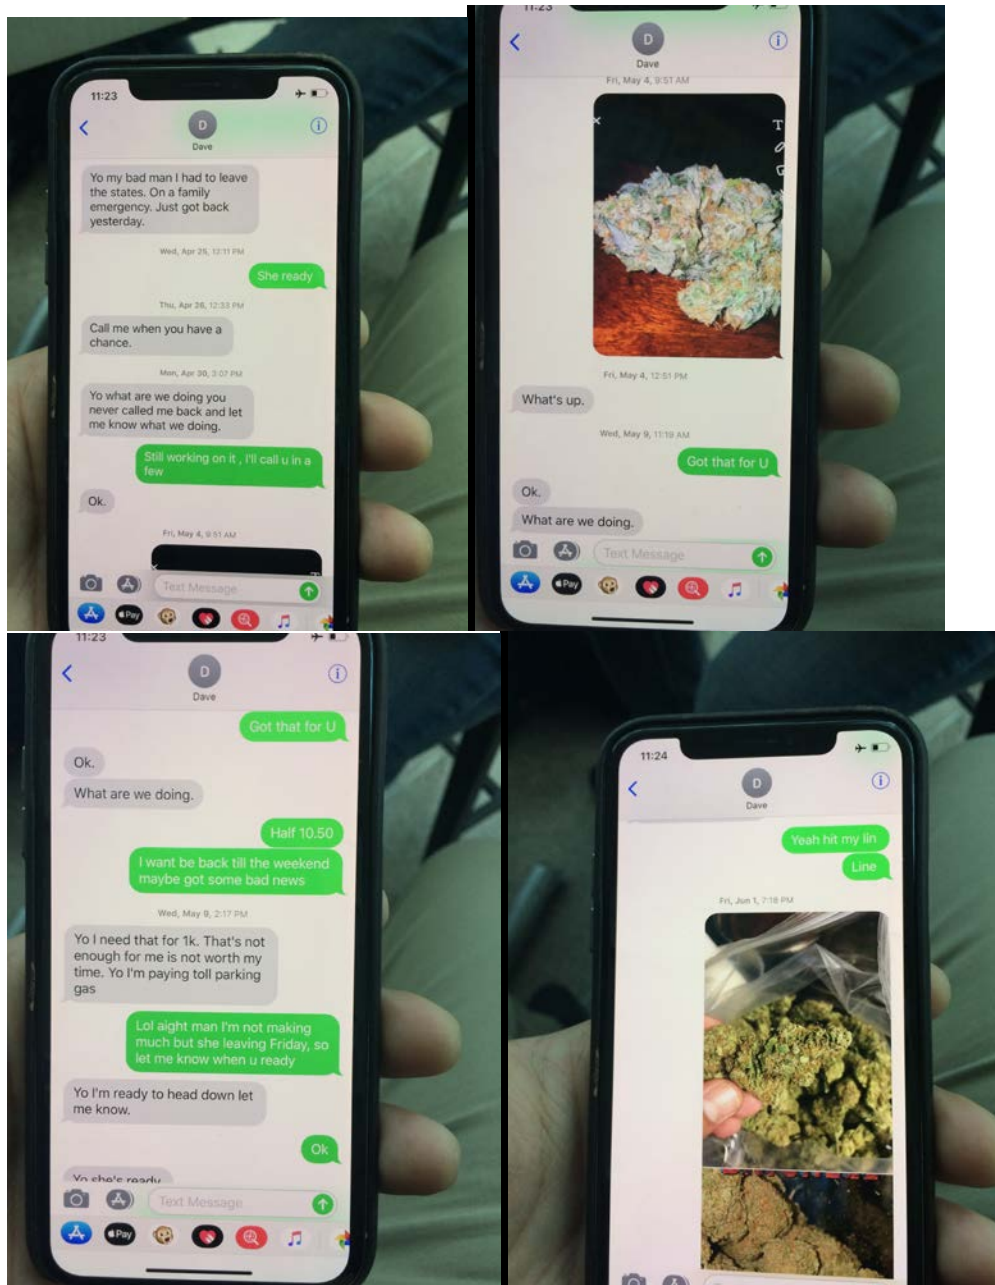 11:23
D
Dave
Yo my bad man I had to leave
the states. On a family
emergency. Just got back
yesterday.
Wed, Apr 25, 12:11 PM
She ready
Thu, Apr 26, 12:33 PM
Call me when you have a
chance.
Mon, Apr 30, 3:07 PM
Yo what are we doing you
never called me back and let
me know what we doing.
Still working on it , I'll call u in a
few
Ok.
Fri, May 4, 9:51 AM
Text Message
Pay
11:23
D
Dave
Fri, May 4, 9:51 AM
T
Fri, May 4, 12:51 PM
What's up.
Wed, May 9, 11:19 AM
Got that for U
Ok.
What are we doing.
Text Message
Pay
11:23
D
Dave
Got that for U
Ok.
What are we doing.
Half 10.50
I want be back till the weekend
maybe got some bad news
Wed, May 9, 2:17 PM
Yo I need that for 1k. That's not
enough for me is not worth my
time. Yo I'm paying toll parking
gas
Lol aight man I'm not making
much but she leaving Friday, so
let me know when u ready
Yo I'm ready to head down let
me know.
Ok
Yo she's ready
Text Message
Pay
11:24
D
Dave
Yeah hit my lin
Line
Fri, Jun 1, 7:18 PM